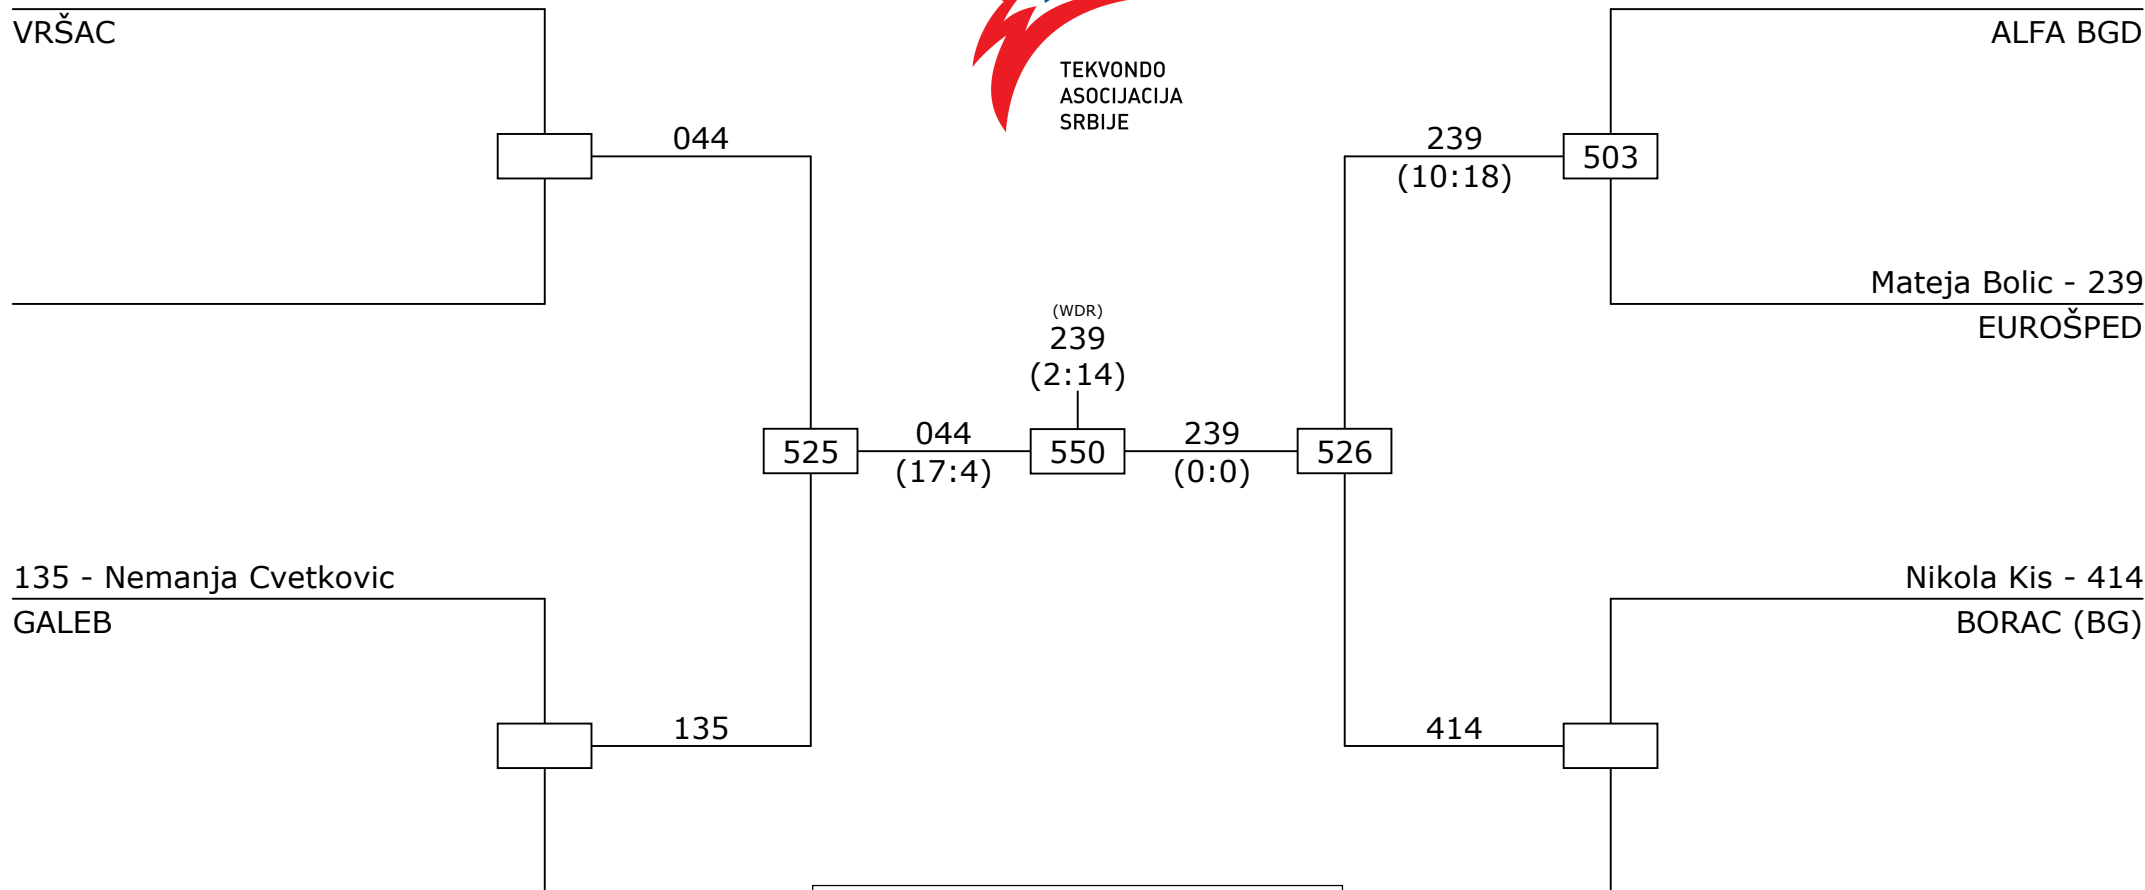 VRŠAC
ALFA BGD
TEKVONDO
ASOCIJACIJA
SRBIJE
044
239
(10:18)
503
Mateja Bolic - 239
EUROŠPED
(WDR)
239
(2:14)
525
044
(17:4)
550
239
(0:0)
526
135 - Nemanja Cvetkovic
GALEB
Nikola Kis - 414
BORAC (BG)
135
414